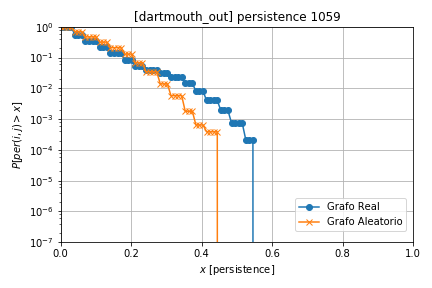 [dartmouth_out] persistence 1059
P[per(i,j) > x]
10^0
10^-1
10^-2
10^-3
10^-4
10^-5
10^-6
10^-7
Grafo Real
Grafo Aleatorio
0.0 0.2 0.4 0.6 0.8 1.0
x [persistence]